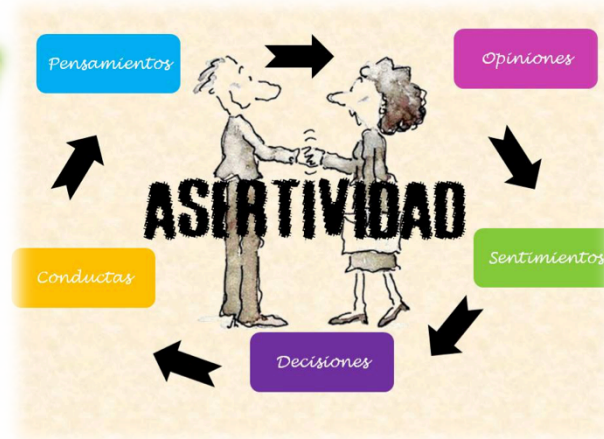 Pensamientos
Opiniones
ASERTIVIDAD
Conductas
Sentimientos
Decisiones